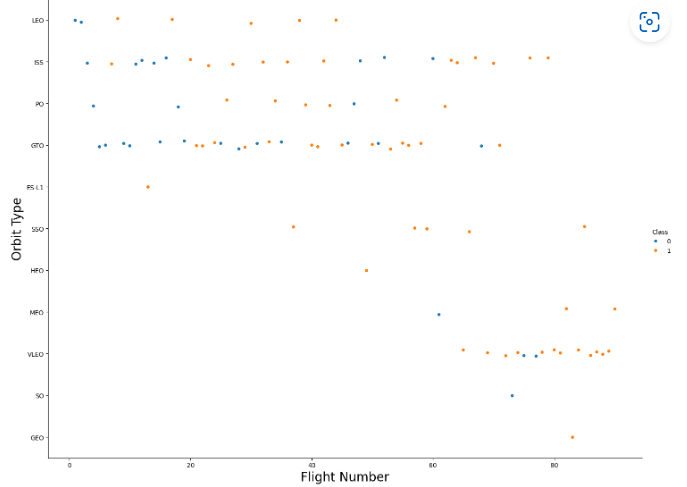 LEO
ISS
PO
GTO
ES-L1
SSO
HEO
MEO
VLEO
SO
GEO
Orbit Type
0 20 40 60 80
Flight Number
Class
0
1